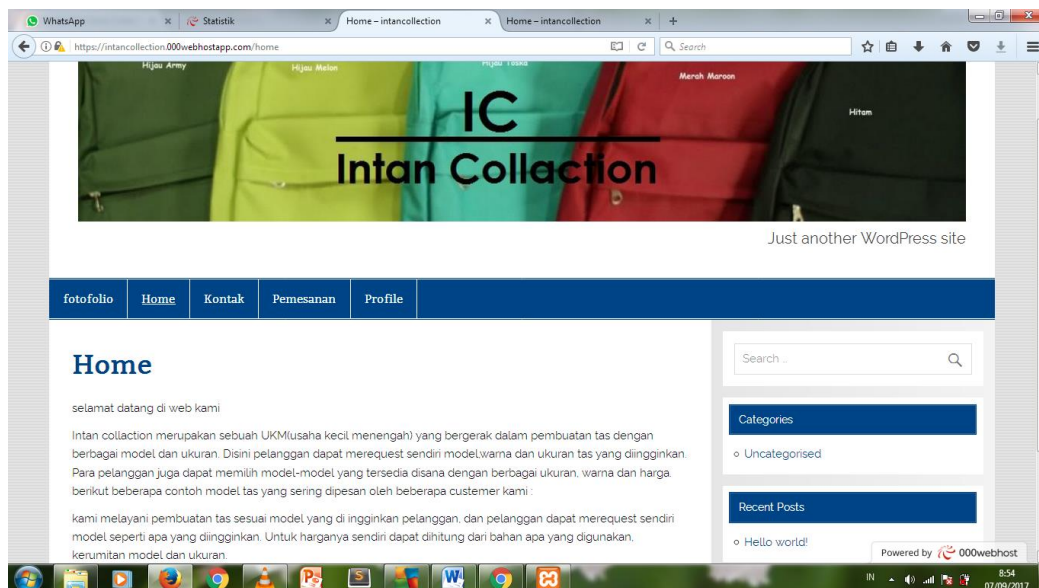 WhatsApp
Statistik
Home – intancollection
Home – intancollection
https://intancollection.000webhostapp.com/home
Search
Hijau Army
Hijau Melon
Hijau Toska
Merah Maroon
Hitam
IC
Intan Collaction
Just another WordPress site
fotofolio
Home
Kontak
Pemesanan
Profile
Home
selamat datang di web kami
Intan collaction merupakan sebuah UKM(usaha kecil menengah) yang bergerak dalam pembuatan tas dengan
berbagai model dan ukuran. Disini pelanggan dapat merequest sendiri model,warna dan ukuran tas yang diingginkan.
Para pelanggan juga dapat memilih model-model yang tersedia disana dengan berbagai ukuran, warna dan harga.
berikut beberapa contoh model tas yang sering dipesan oleh beberapa custemer kami :
kami melayani pembuatan tas sesuai model yang di ingginkan pelanggan, dan pelanggan dapat merequest sendiri
model seperti apa yang diingginkan. Untuk harganya sendiri dapat dihitung dari bahan apa yang digunakan,
kerumitan model dan ukuran.
Search ...
Categories
Uncategorised
Recent Posts
Hello world!
Powered by 000webhost
IN
8:54
07/09/2017